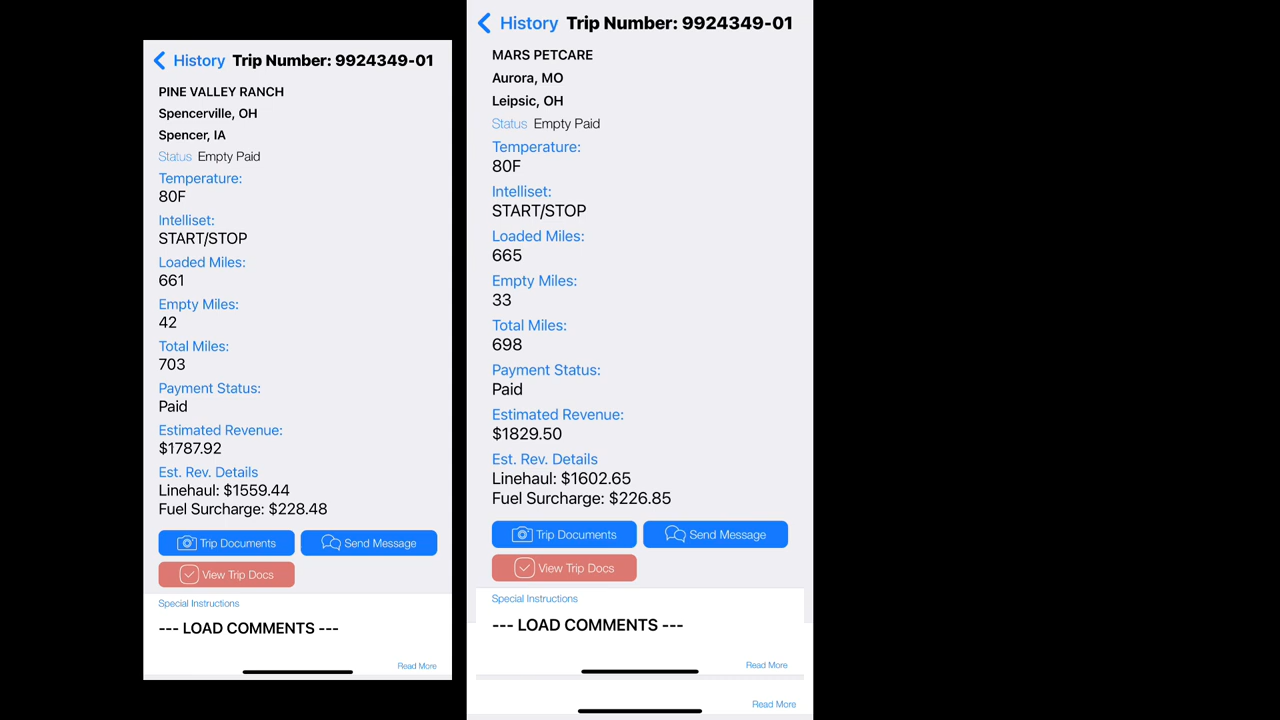 History Trip Number: 9924349-01
PINE VALLEY RANCH
Spencerville, OH
Spencer, IA
Status Empty Paid
Temperature:
80F
Intelliset:
START/STOP
Loaded Miles:
661
Empty Miles:
42
Total Miles:
703
Payment Status:
Paid
Estimated Revenue:
$1787.92
Est. Rev. Details
Linehaul: $1559.44
Fuel Surcharge: $228.48
Trip Documents
Send Message
View Trip Docs
Special Instructions
--- LOAD COMMENTS ---
Read More
History Trip Number: 9924349-01
MARS PETCARE
Aurora, MO
Leipsic, OH
Status Empty Paid
Temperature:
80F
Intelliset:
START/STOP
Loaded Miles:
665
Empty Miles:
33
Total Miles:
698
Payment Status:
Paid
Estimated Revenue:
$1829.50
Est. Rev. Details
Linehaul: $1602.65
Fuel Surcharge: $226.85
Trip Documents
Send Message
View Trip Docs
Special Instructions
--- LOAD COMMENTS ---
Read More
Read More